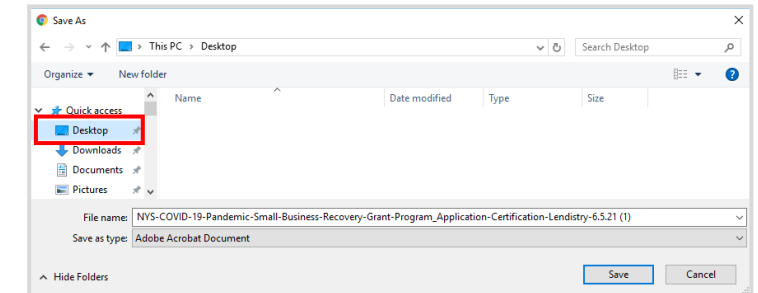 Save As
This PC > Desktop
Search Desktop
Organize
New folder
Name
Date modified
Type
Size
Quick access
Desktop
Downloads
Documents
Pictures
File name: NYS-COVID-19-Pandemic-Small-Business-Recovery-Grant-Program_Application-Certification-Lendistry-6.5.21 (1)
Save as type: Adobe Acrobat Document
Hide Folders
Save
Cancel